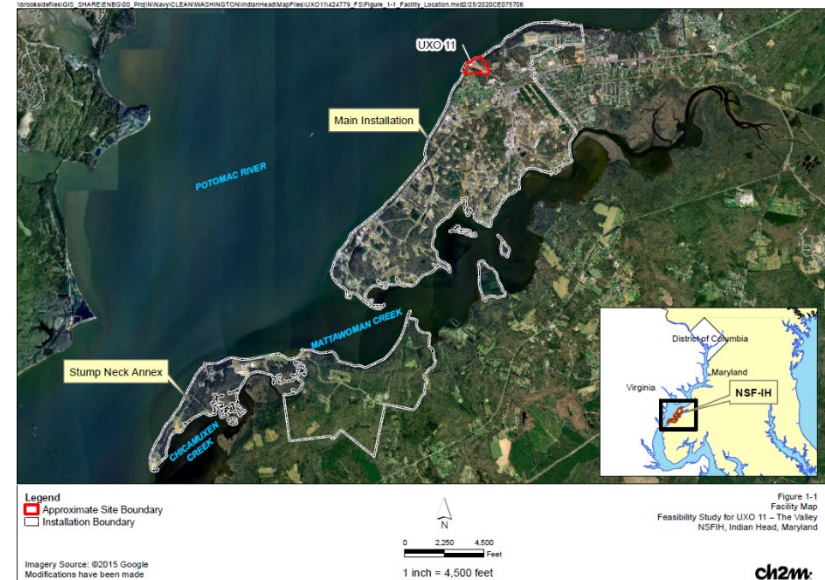 \\brooksidefiles\GIS_SHARE\ENBG\00_Proj\N\Navy\CLEAN\WASHINGTON\IndianHead\MapFiles\UXO11\424779_FS\Figure_1-1_Facility_Location.mxd2/25/2020CE075706
UXO 11
Main Installation
POTOMAC RIVER
MATTAWOMAN CREEK
Stump Neck Annex
CHICAMUXEN
CREEK
District of Columbia
Maryland
Virginia
NSF-IH
Legend
Approximate Site Boundary
Installation Boundary
Imagery Source: ©2015 Google
Modifications have been made
N
0 2,250 4,500
Feet
1 inch = 4,500 feet
Figure 1-1
Facility Map
Feasibility Study for UXO 11 – The Valley
NSFIH, Indian Head, Maryland
ch2m: